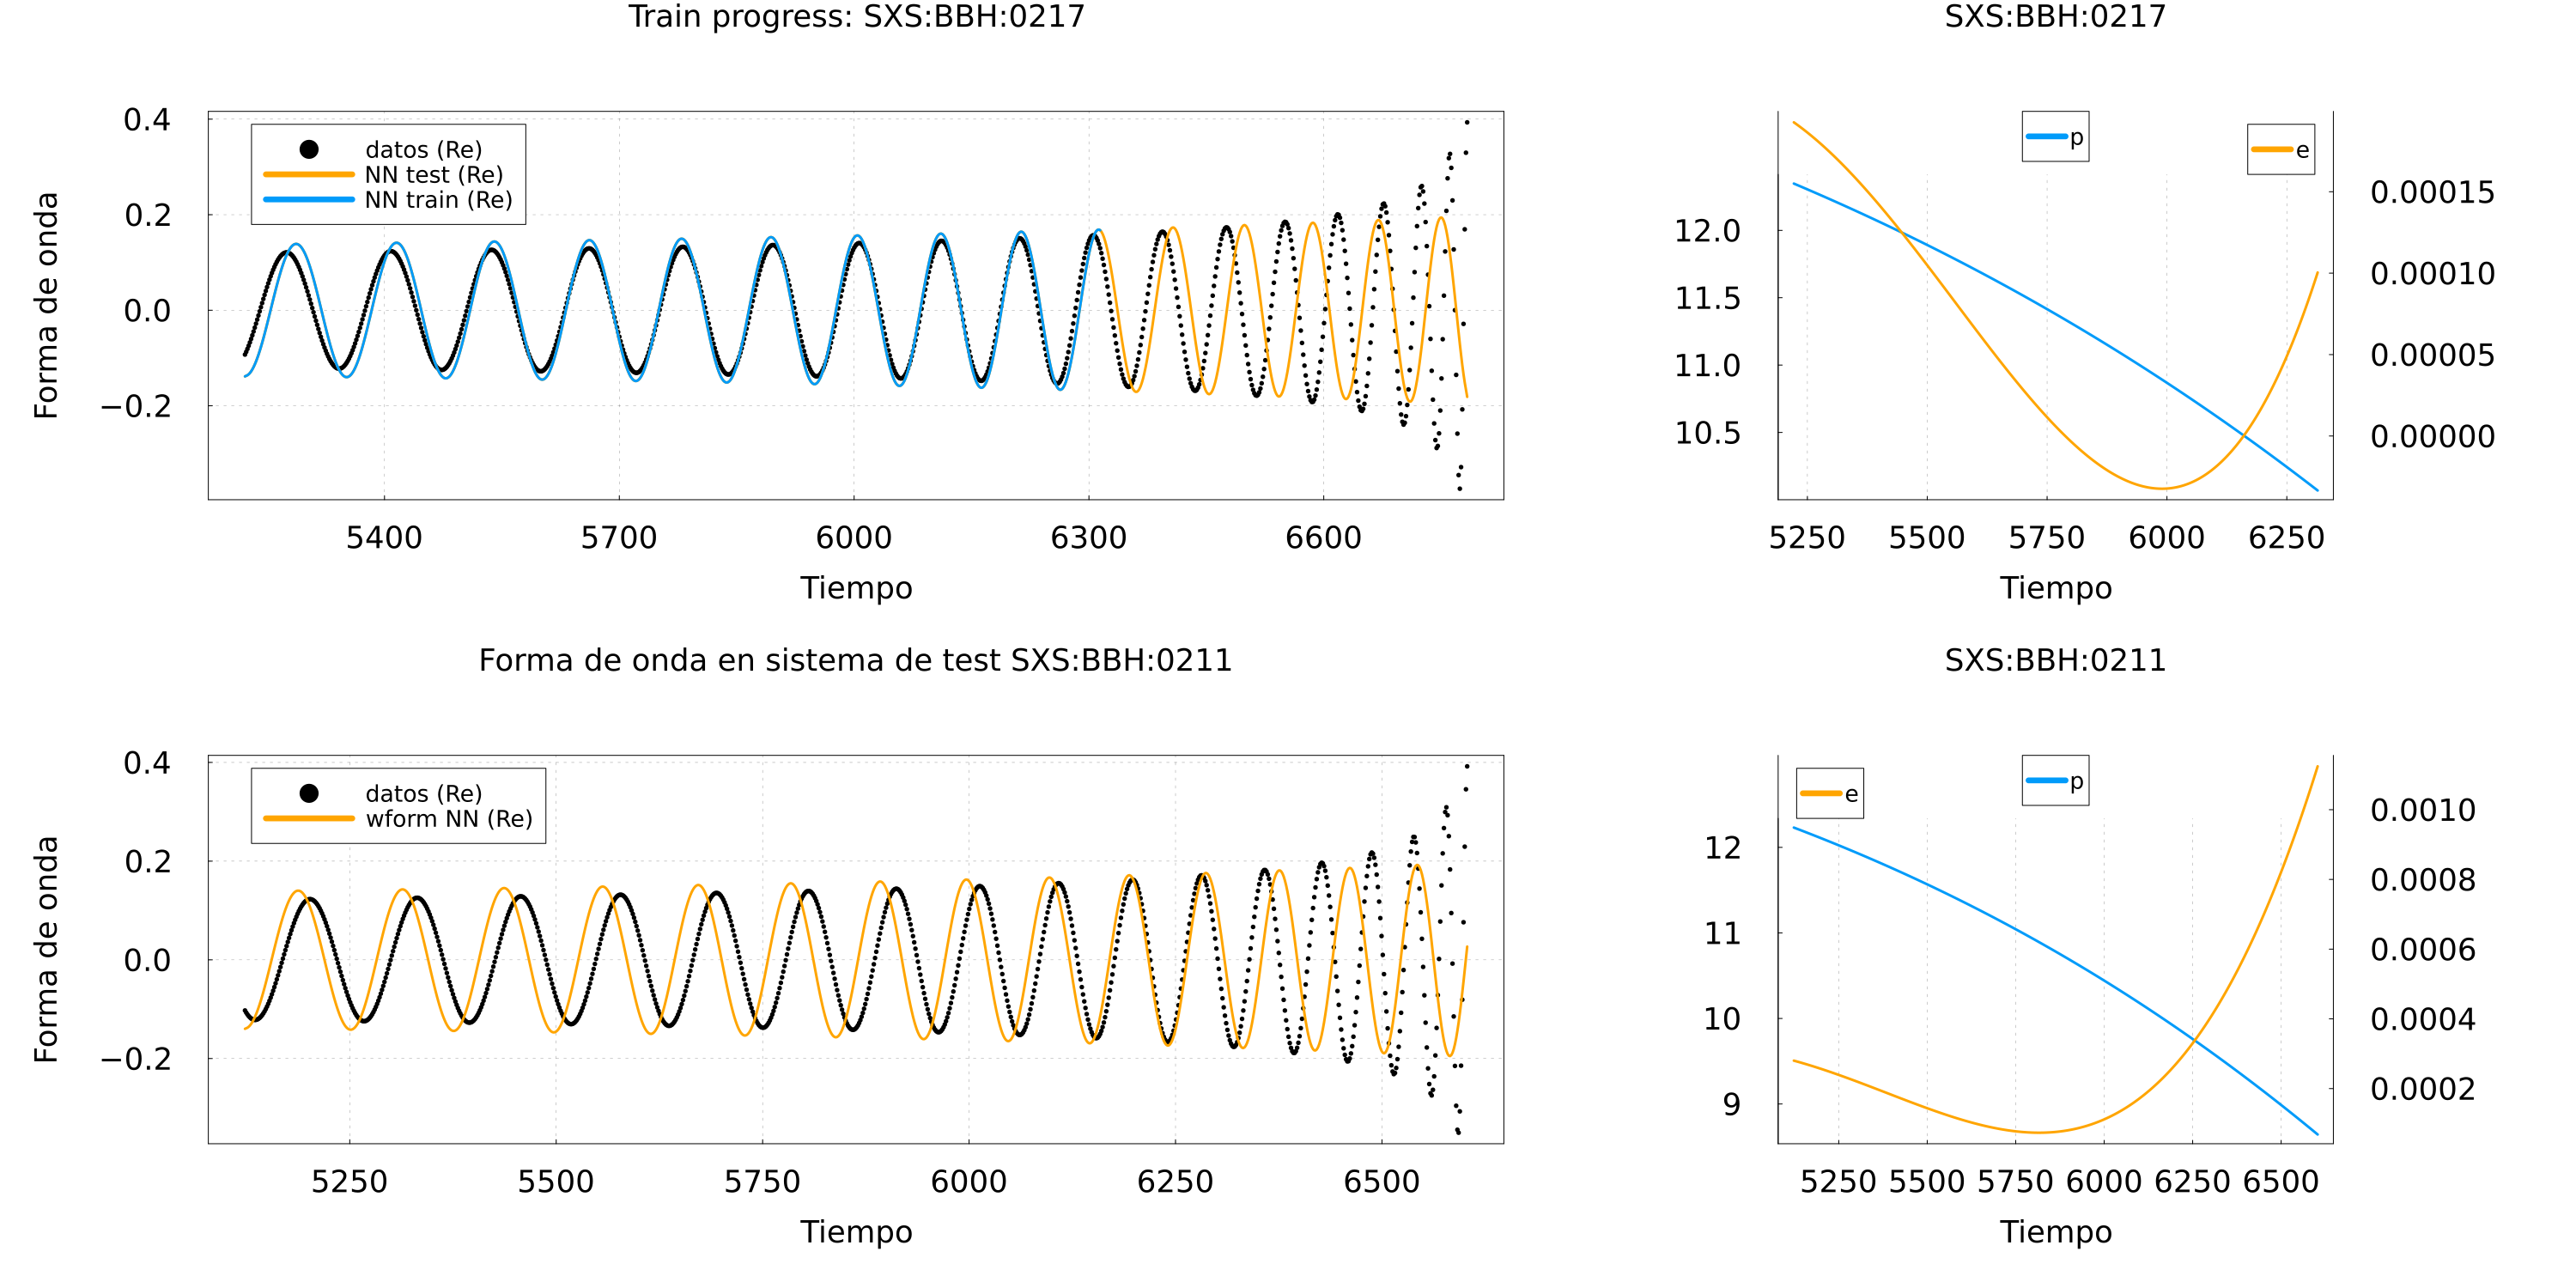 Train progress: SXS:BBH:0217
0.4
0.2
0.0
−0.2
Forma de onda
datos (Re)
NN test (Re)
NN train (Re)
5400 5700 6000 6300 6600
Tiempo
SXS:BBH:0217
12.0
11.5
11.0
10.5
p
e
0.00015
0.00010
0.00005
0.00000
5250 5500 5750 6000 6250
Tiempo
Forma de onda en sistema de test SXS:BBH:0211
0.4
0.2
0.0
−0.2
Forma de onda
datos (Re)
wform NN (Re)
5250 5500 5750 6000 6250 6500
Tiempo
SXS:BBH:0211
12
11
10
9
e
p
0.0010
0.0008
0.0006
0.0004
0.0002
5250 5500 5750 6000 6250 6500
Tiempo